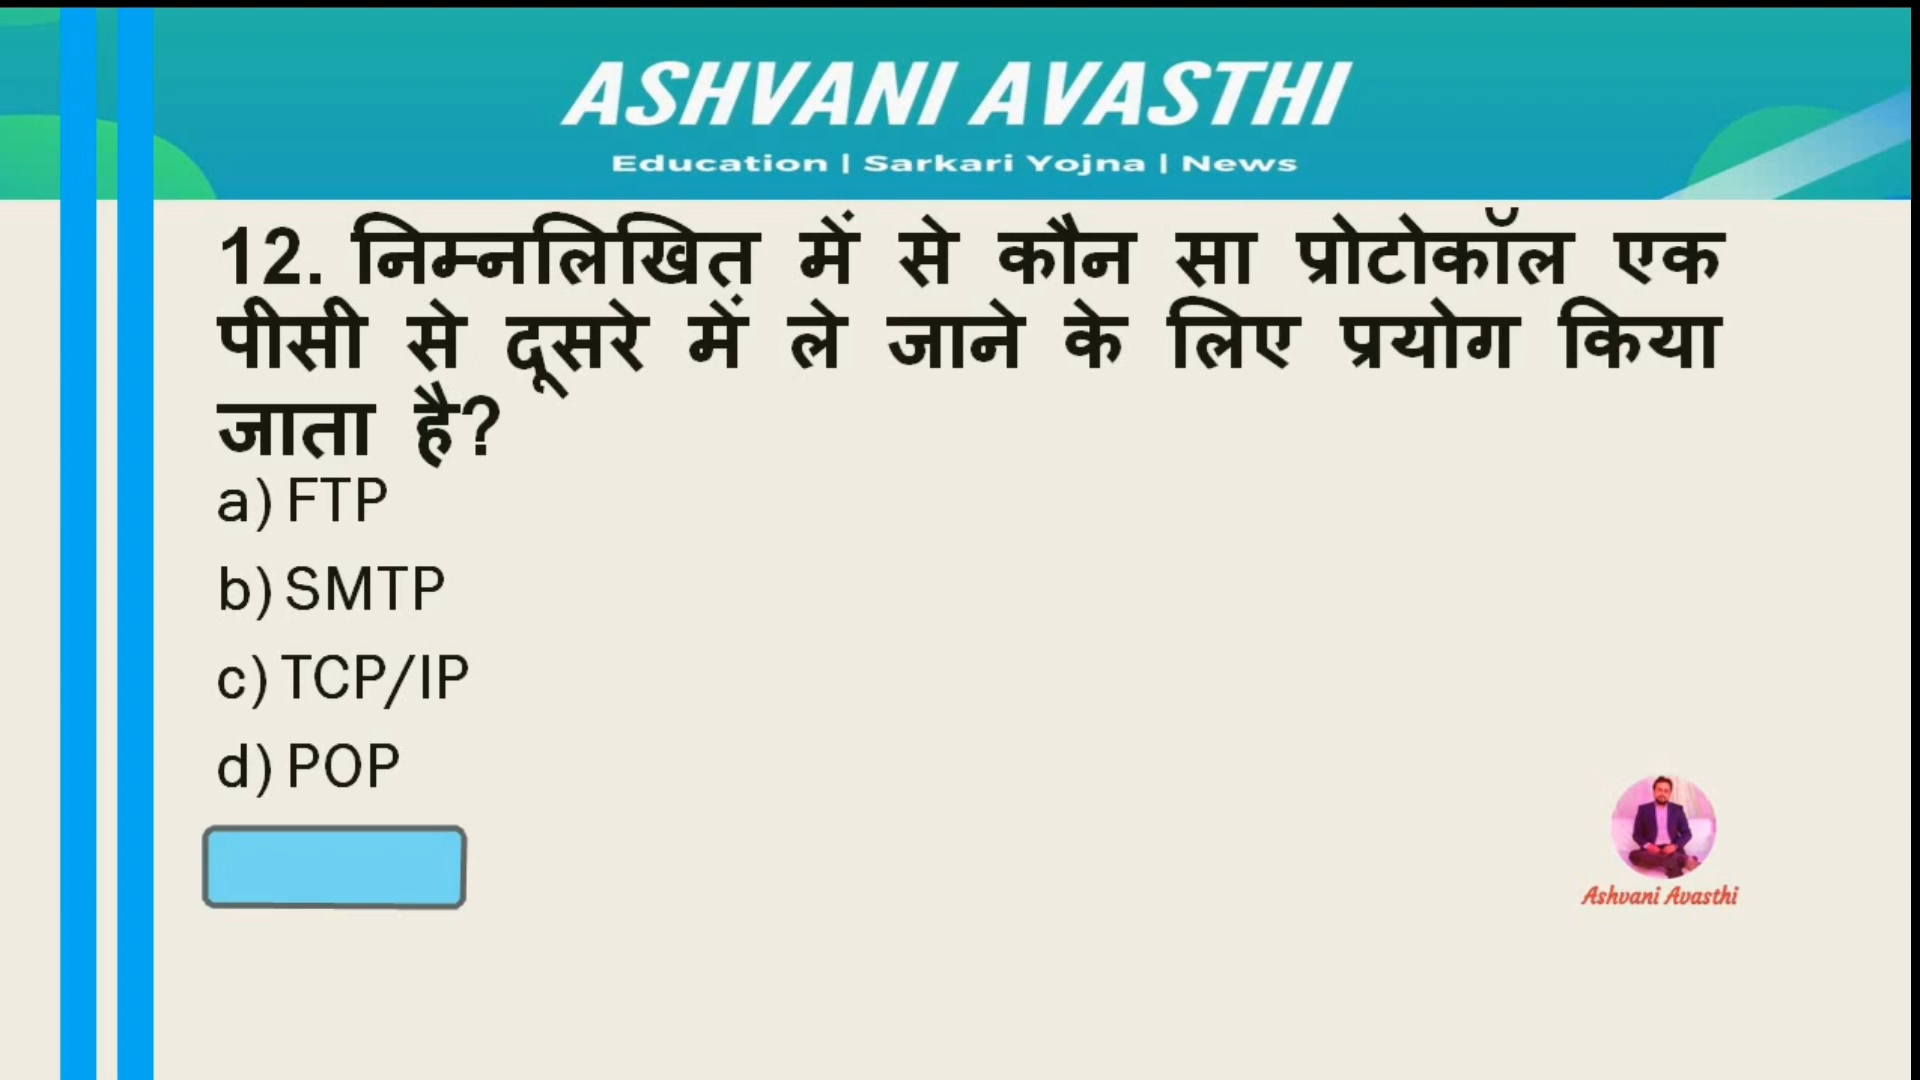 ASHVANI AVASTHI
Education | Sarkari Yojna | News
12. निम्नलिखित में से कौन सा प्रोटोकॉल एक
पीसी से दूसरे में ले जाने के लिए प्रयोग किया
जाता है?
a) FTP
b) SMTP
c) TCP/IP
d) POP
Ashvani Avasthi